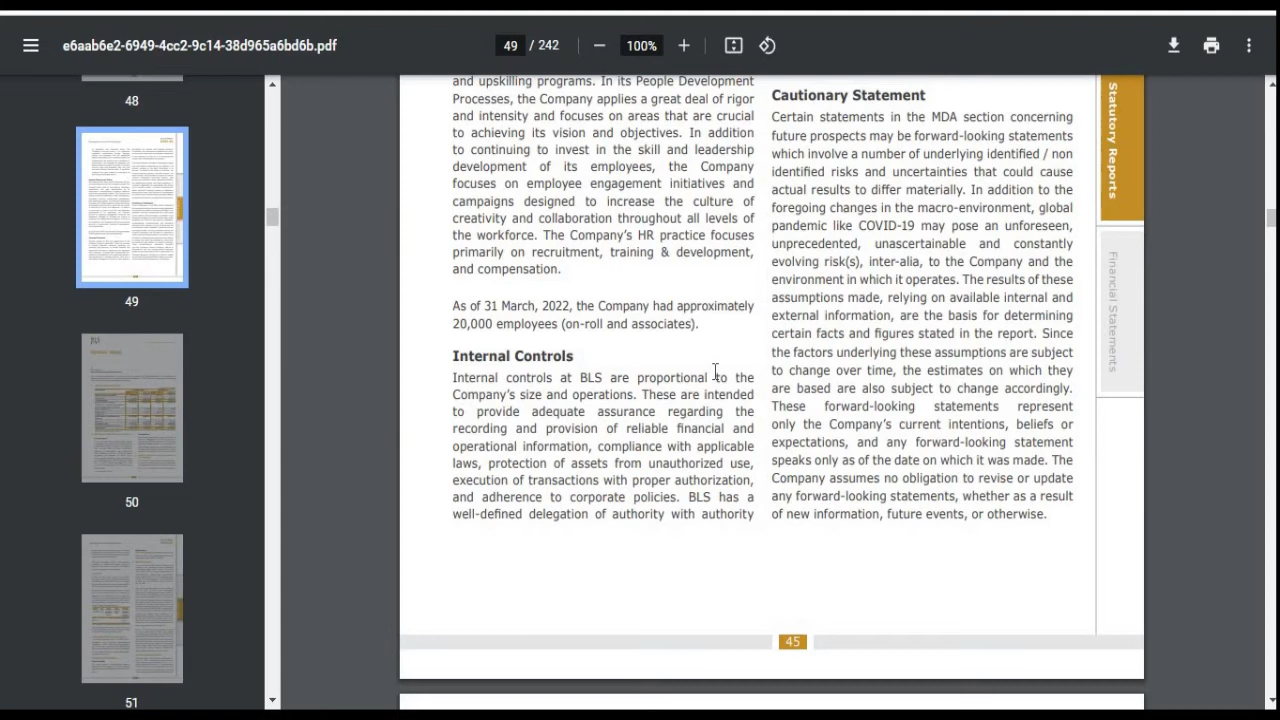 e6aab6e2-6949-4cc2-9c14-38d965a6bd6b.pdf
49 / 242
100%
48
49
50
51
and upskilling programs. In its People Development
Processes, the Company applies a great deal of rigor
and intensity and focuses on areas that are crucial
to achieving its vision and objectives. In addition
to continuing to invest in the skill and leadership
development of its employees, the Company
focuses on employee engagement initiatives and
campaigns designed to increase the culture of
creativity and collaboration throughout all levels of
the workforce. The Company's HR practice focuses
primarily on recruitment, training & development,
and compensation.
As of 31 March, 2022, the Company had approximately
20,000 employees (on-roll and associates).
Internal Controls
Internal controls at BLS are proportional to the
Company's size and operations. These are intended
to provide adequate assurance regarding the
recording and provision of reliable financial and
operational information, compliance with applicable
laws, protection of assets from unauthorized use,
execution of transactions with proper authorization,
and adherence to corporate policies. BLS has a
well-defined delegation of authority with authority
Cautionary Statement
Certain statements in the MDA section concerning
future prospects may be forward-looking statements
which involve a number of underlying identified / non
identified risks and uncertainties that could cause
actual results to differ materially. In addition to the
foregoing changes in the macro-environment, global
pandemic like COVID-19 may pose an unforeseen,
unprecedented, unascertainable and constantly
evolving risk(s), inter-alia, to the Company and the
environment in which it operates. The results of these
assumptions made, relying on available internal and
external information, are the basis for determining
certain facts and figures stated in the report. Since
the factors underlying these assumptions are subject
to change over time, the estimates on which they
are based are also subject to change accordingly.
These forward-looking statements represent
only the Company's current intentions, beliefs or
expectations, and any forward-looking statement
speaks only as of the date on which it was made. The
Company assumes no obligation to revise or update
any forward-looking statements, whether as a result
of new information, future events, or otherwise.
Statutory Reports
Financial Statements
45